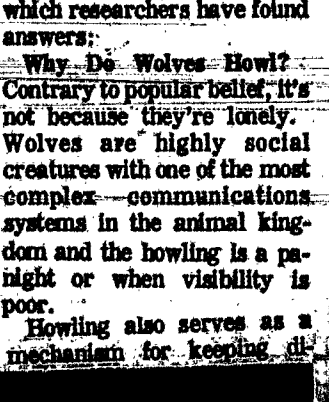 which researchers have found
answers:
Why Do Wolves Howl?
Contrary to popular belief, it's
not because they're lonely.
Wolves are highly social
creatures with one of the most
complex communications
systems in the animal king-
dom and the howling is a pa-
night or when visibility is
poor.
Howling also serves as a
mechanism for keeping di-